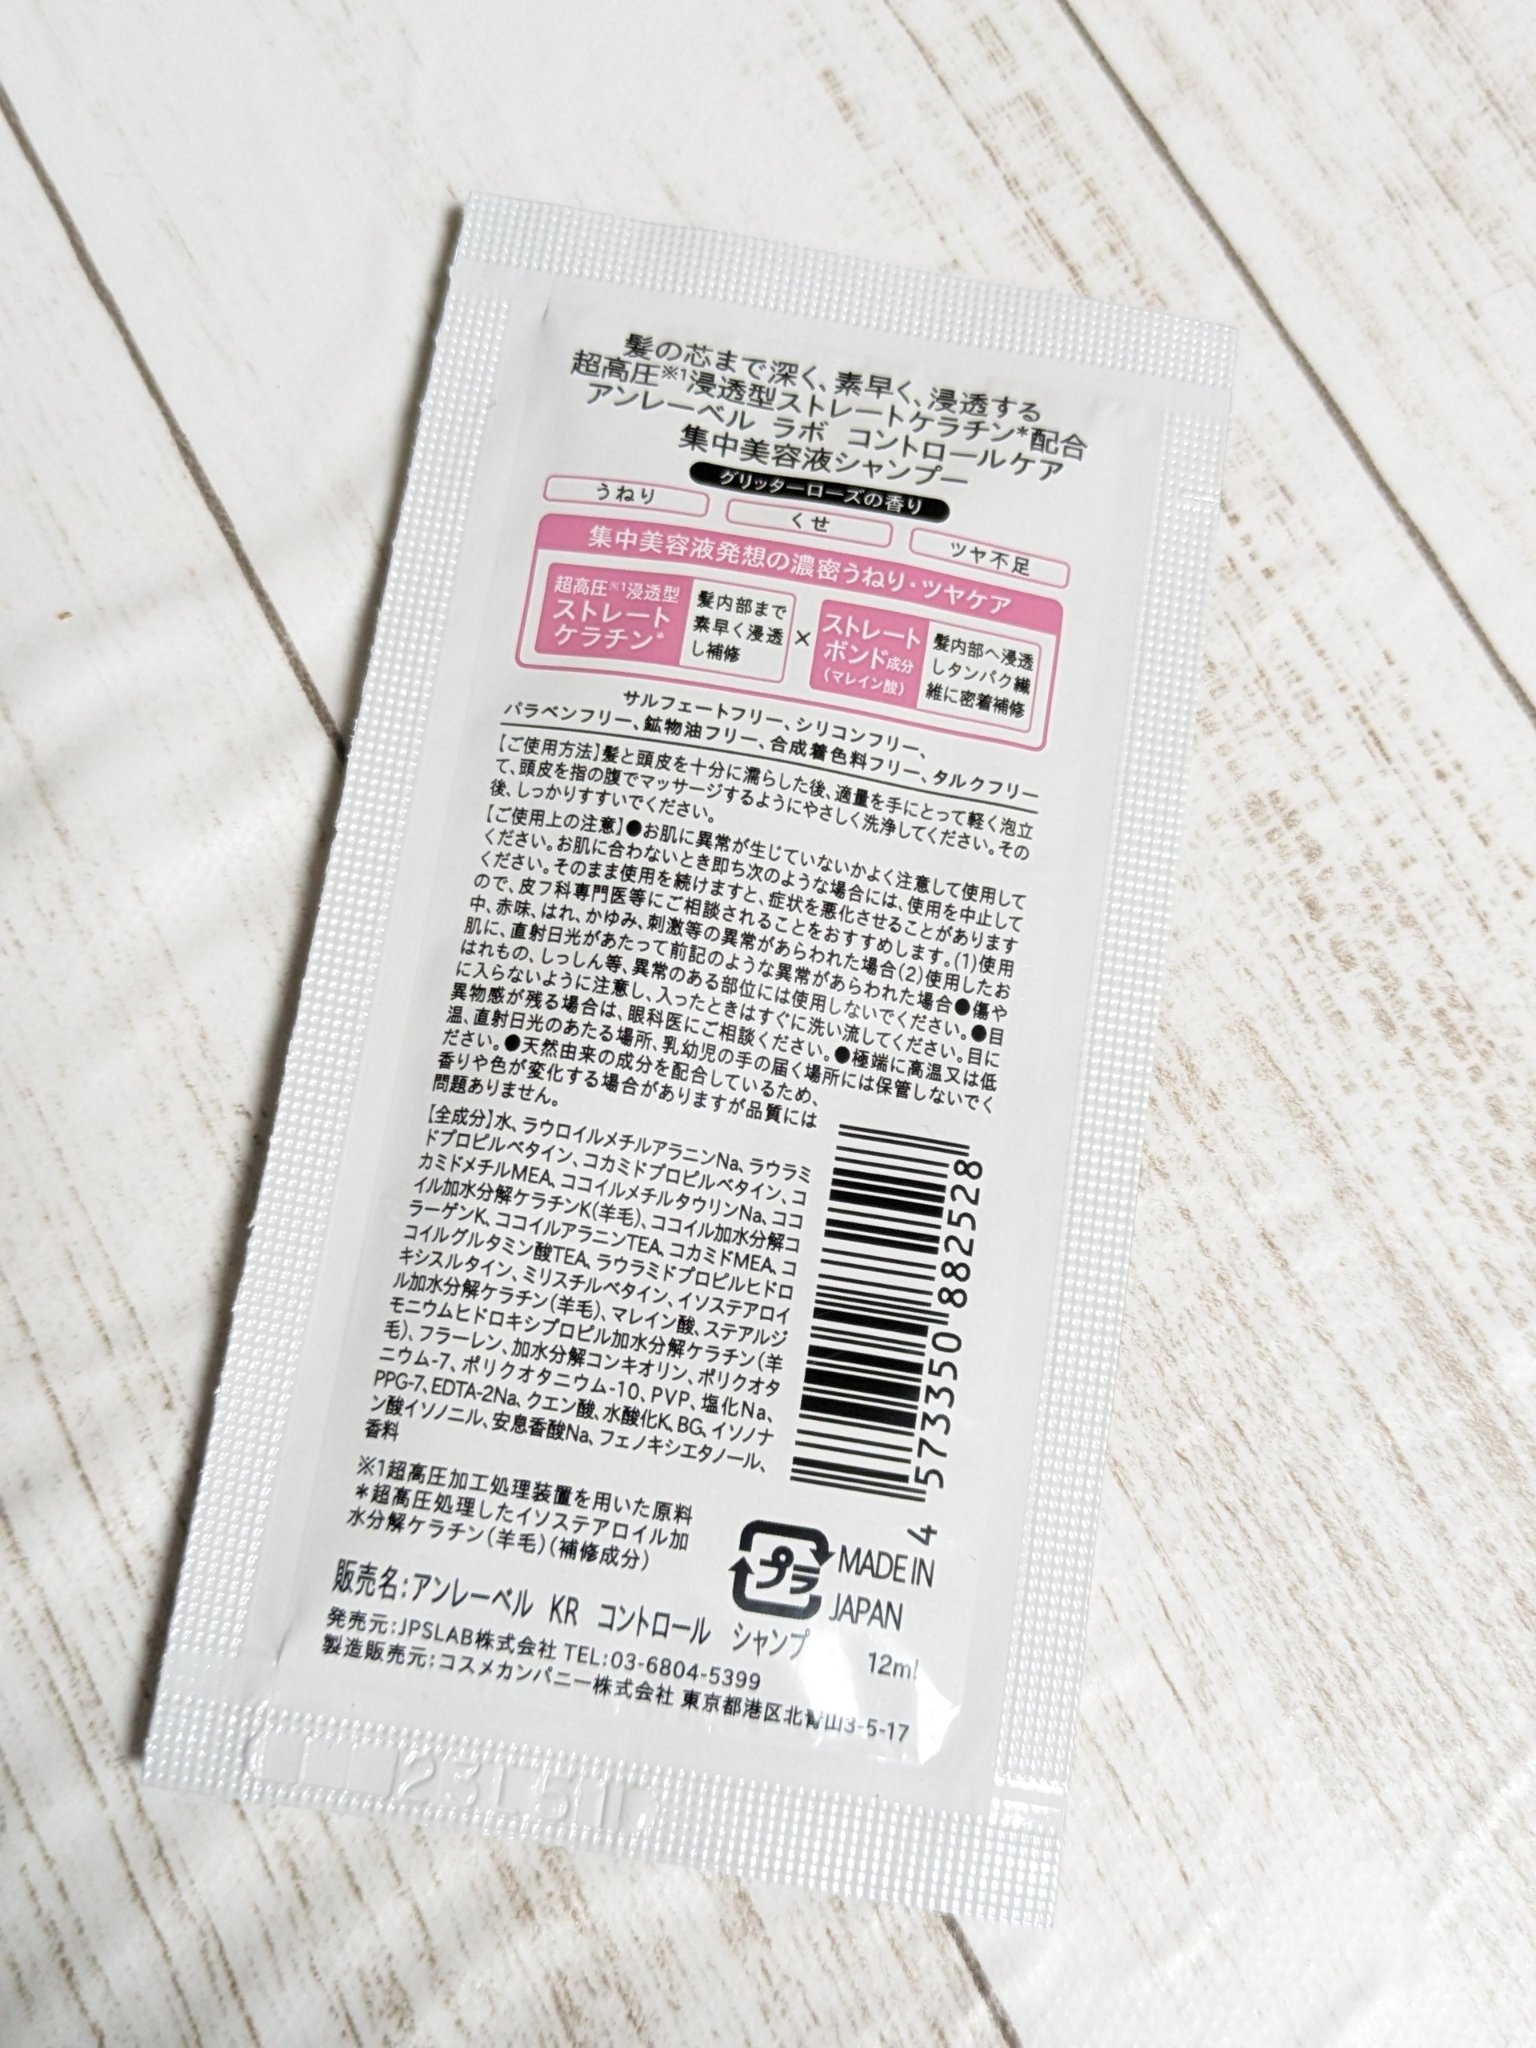 髪の芯まで深く、素早く、浸透する
超高圧※1浸透型ストレートケラチン*配合
アンレーベル ラボ コントロールケア
集中美容液シャンプー
グリッターローズの香り
うねり くせ ツヤ不足
集中美容液発想の濃密うねり・ツヤケア
超高圧※1浸透型
ストレート
ケラチン*
髪内部まで
素早く浸透
し補修
×
ストレート
ボンド成分
(マレイン酸)
髪内部へ浸透
しタンパク繊
維に密着補修
サルフェートフリー、シリコンフリー、
パラベンフリー、鉱物油フリー、合成着色料フリー、タルクフリー
【ご使用方法】髪と頭皮を十分に濡らした後、適量を手にとって軽く泡立
て、頭皮を指の腹でマッサージするようにやさしく洗浄してください。その
後、しっかりすすいでください。
【ご使用上の注意】●お肌に異常が生じていないかよく注意して使用して
ください。お肌に合わないとき即ち次のような場合には、使用を中止して
ください。そのまま使用を続けますと、症状を悪化させることがあります
ので、皮フ科専門医等にご相談されることをおすすめします。(1)使用
中、赤味、はれ、かゆみ、刺激等の異常があらわれた場合(2)使用したお
肌に、直射日光があたって前記のような異常があらわれた場合●傷や
はれもの、しっしん等、異常のある部位には使用しないでください。●目
に入らないように注意し、入ったときはすぐに洗い流してください。目に
異物感が残る場合は、眼科医にご相談ください。●極端に高温又は低
温、直射日光のあたる場所、乳幼児の手の届く場所には保管しないでく
ださい。●天然由来の成分を配合しているため、
香りや色が変化する場合がありますが品質には
問題ありません。
【全成分】水、ラウロイルメチルアラニンNa、ラウラミ
ドプロピルベタイン、コカミドプロピルベタイン、コ
カミドメチルMEA、ココイルメチルタウリンNa、ココ
イル加水分解ケラチンK(羊毛)、ココイル加水分解コ
ラーゲンK、ココイルアラニンTEA、コカミドMEA、コ
コイルグルタミン酸TEA、ラウラミドプロピルヒドロ
キシスルタイン、ミリスチルベタイン、イソステアロイ
ル加水分解ケラチン(羊毛)、マレイン酸、ステアルジ
モニウムヒドロキシプロピル加水分解ケラチン(羊
毛)、フラーレン、加水分解コンキオリン、ポリクオタ
ニウム-7、ポリクオタニウム-10、PVP、塩化Na、
PPG-7、EDTA-2Na、クエン酸、水酸化K、BG、イソノナ
ン酸イソノニル、安息香酸Na、フェノキシエタノール、
香料
4573350882528
※1超高圧加工処理装置を用いた原料
*超高圧処理したイソステアロイル加
水分解ケラチン(羊毛)(補修成分)
プラ
MADE IN
JAPAN
販売名:アンレーベル KR コントロール シャンプ
12ml
発売元:JPSLAB株式会社 TEL:03-6804-5399
製造販売元:コスメカンパニー株式会社 東京都港区北青山3-5-17